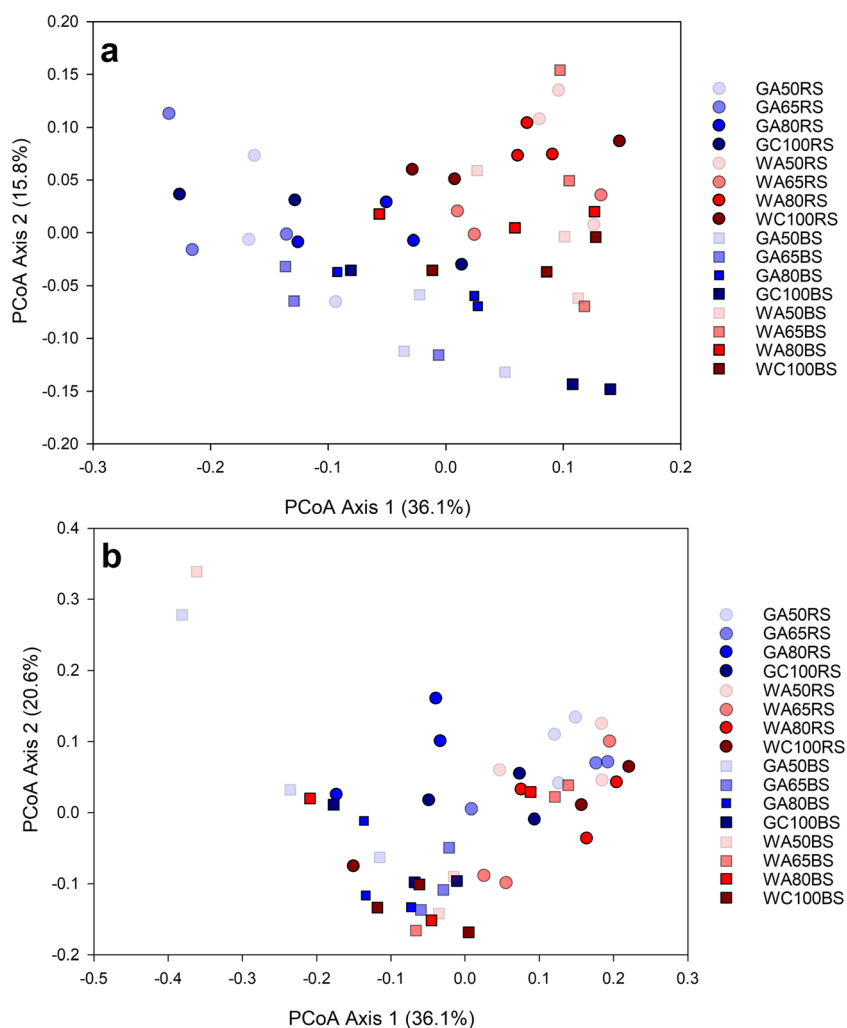 a
0.20
0.15
0.10
0.05
0.00
-0.05
-0.10
-0.15
-0.20
PCoA Axis 2 (15.8%)
-0.3 -0.2 -0.1 0.0 0.1 0.2
PCoA Axis 1 (36.1%)
GA50RS
GA65RS
GA80RS
GC100RS
WA50RS
WA65RS
WA80RS
WC100RS
GA50BS
GA65BS
GA80BS
GC100BS
WA50BS
WA65BS
WA80BS
WC100BS
b
0.4
0.3
0.2
0.1
0.0
-0.1
-0.2
PCoA Axis 2 (20.6%)
-0.5 -0.4 -0.3 -0.2 -0.1 0.0 0.1 0.2 0.3
PCoA Axis 1 (36.1%)
GA50RS
GA65RS
GA80RS
GC100RS
WA50RS
WA65RS
WA80RS
WC100RS
GA50BS
GA65BS
GA80BS
GC100BS
WA50BS
WA65BS
WA80BS
WC100BS